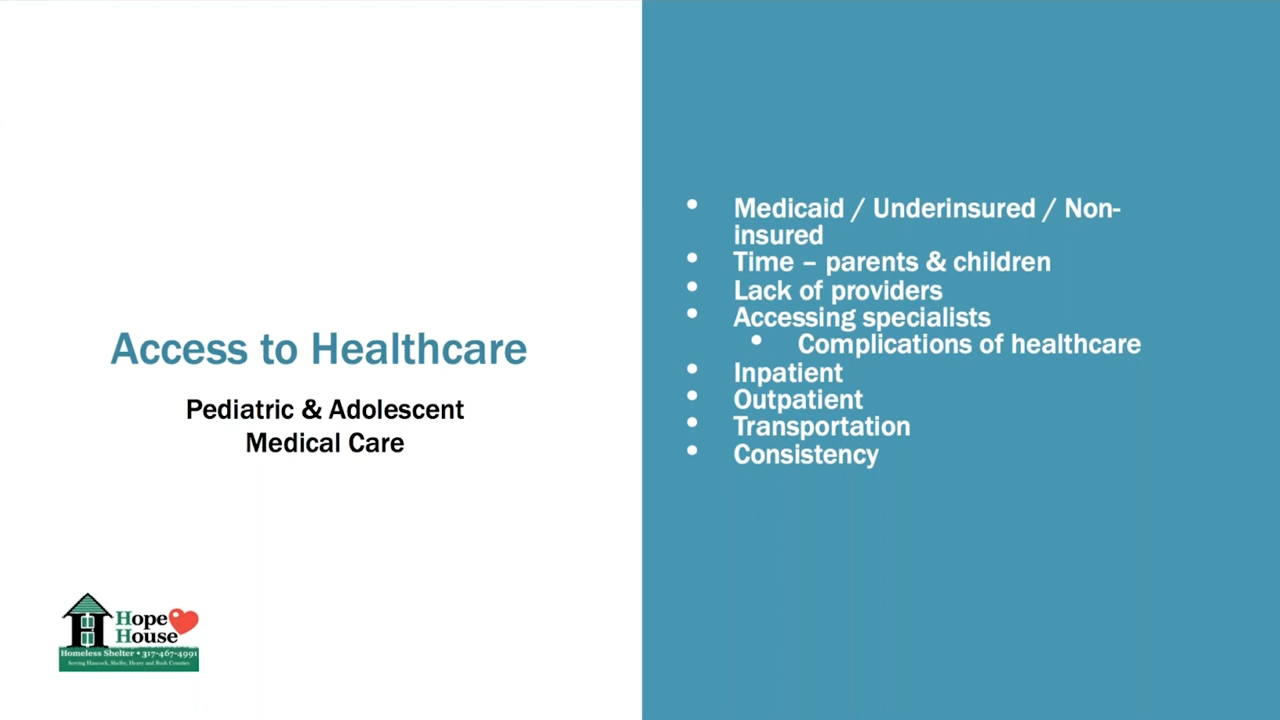 Access to Healthcare
Pediatric & Adolescent
Medical Care
• Medicaid / Underinsured / Non-
insured
• Time – parents & children
• Lack of providers
• Accessing specialists
• Complications of healthcare
• Inpatient
• Outpatient
• Transportation
• Consistency
Hope
House
Homeless Shelter • 317-467-4991
Serving Hancock, Shelby, Henry and Rush Counties